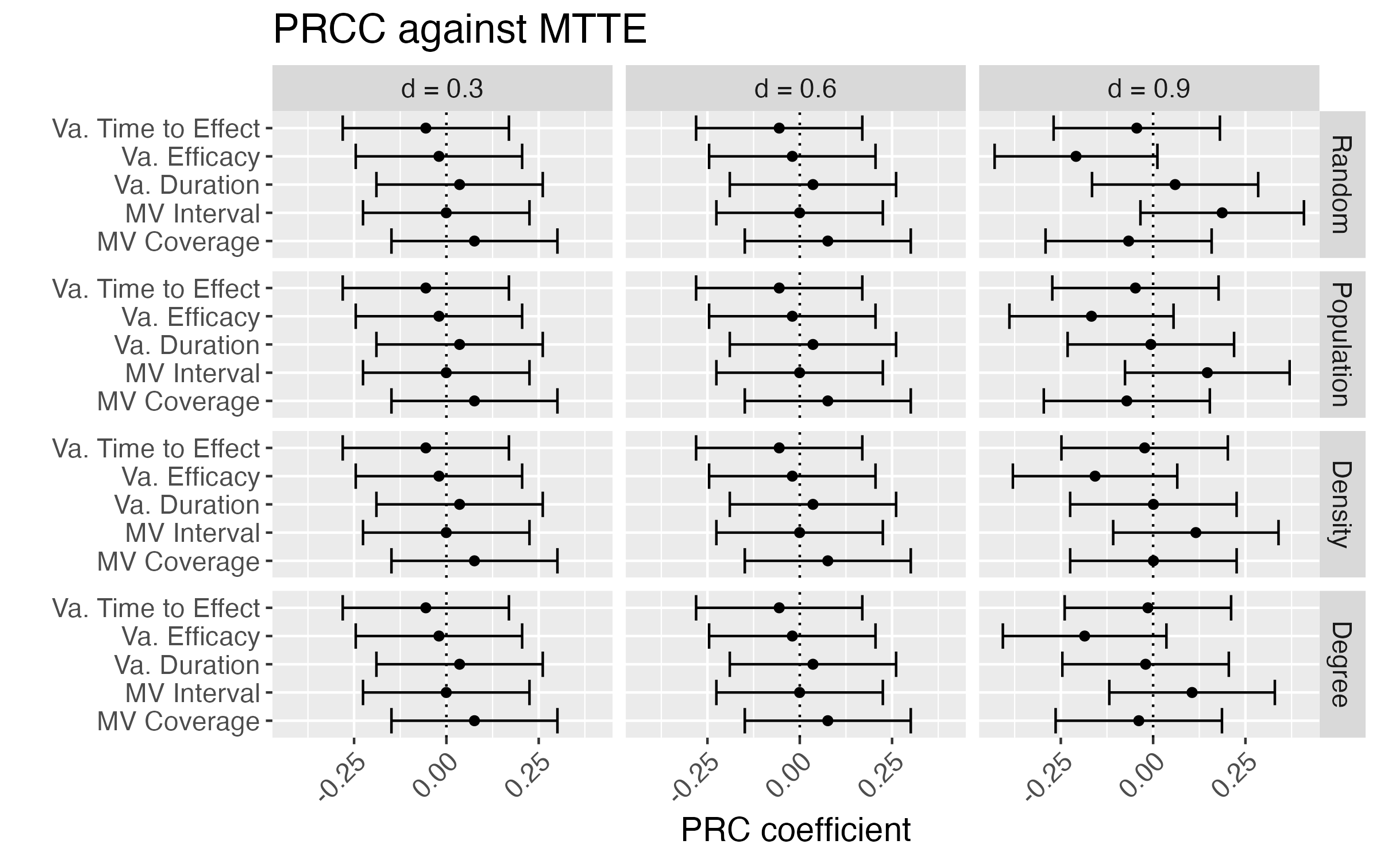 PRCC against MTTE
d = 0.3
d = 0.6
d = 0.9
Va. Time to Effect
Va. Efficacy
Va. Duration
MV Interval
MV Coverage
Random
Va. Time to Effect
Va. Efficacy
Va. Duration
MV Interval
MV Coverage
Population
Va. Time to Effect
Va. Efficacy
Va. Duration
MV Interval
MV Coverage
Density
Va. Time to Effect
Va. Efficacy
Va. Duration
MV Interval
MV Coverage
Degree
-0.25
0.00
0.25
-0.25
0.00
0.25
-0.25
0.00
0.25
PRC coefficient